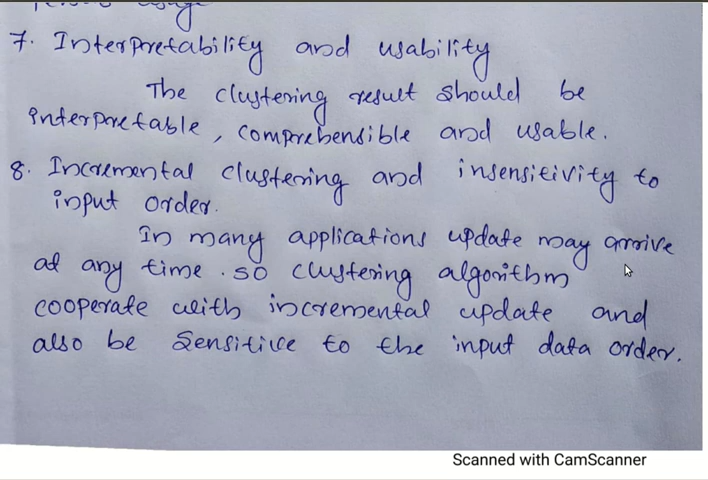 7. Interpretability and usability
The clustering result should be
interpretable, comprehensible and usable.
8. Incremental clustering and insensitivity to
input order.
In many applications update may arrive
at any time. so clustering algorithm
cooperate with incremental update and
also be sensitive to the input data order.
Scanned with CamScanner